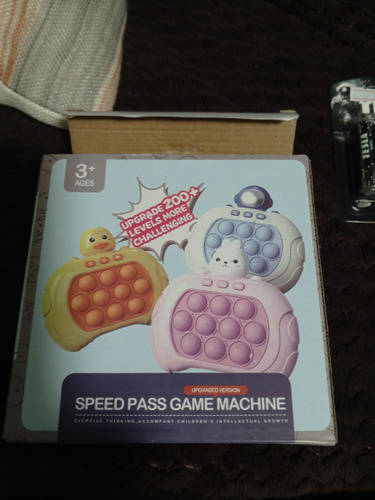 3+
AGES
UPGRADE 200+
LEVELS MORE
CHALLENGING
UPGRADED VERSION
SPEED PASS GAME MACHINE
EXERCISE THINKING,ACCOMPANY CHILDREN'S INTELLECTUAL GROWTH
TESLA